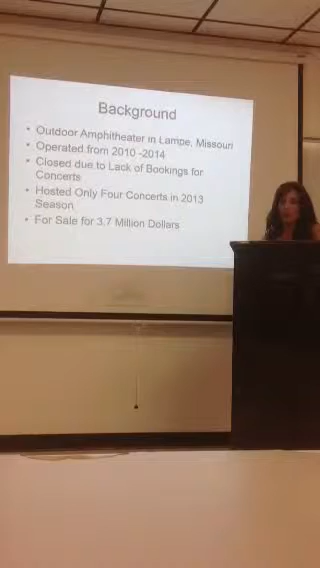 Background
• Outdoor Amphitheater in Lampe, Missouri
• Operated from 2010 -2014
• Closed due to Lack of Bookings for
Concerts
• Hosted Only Four Concerts in 2013
Season
• For Sale for 3.7 Million Dollars